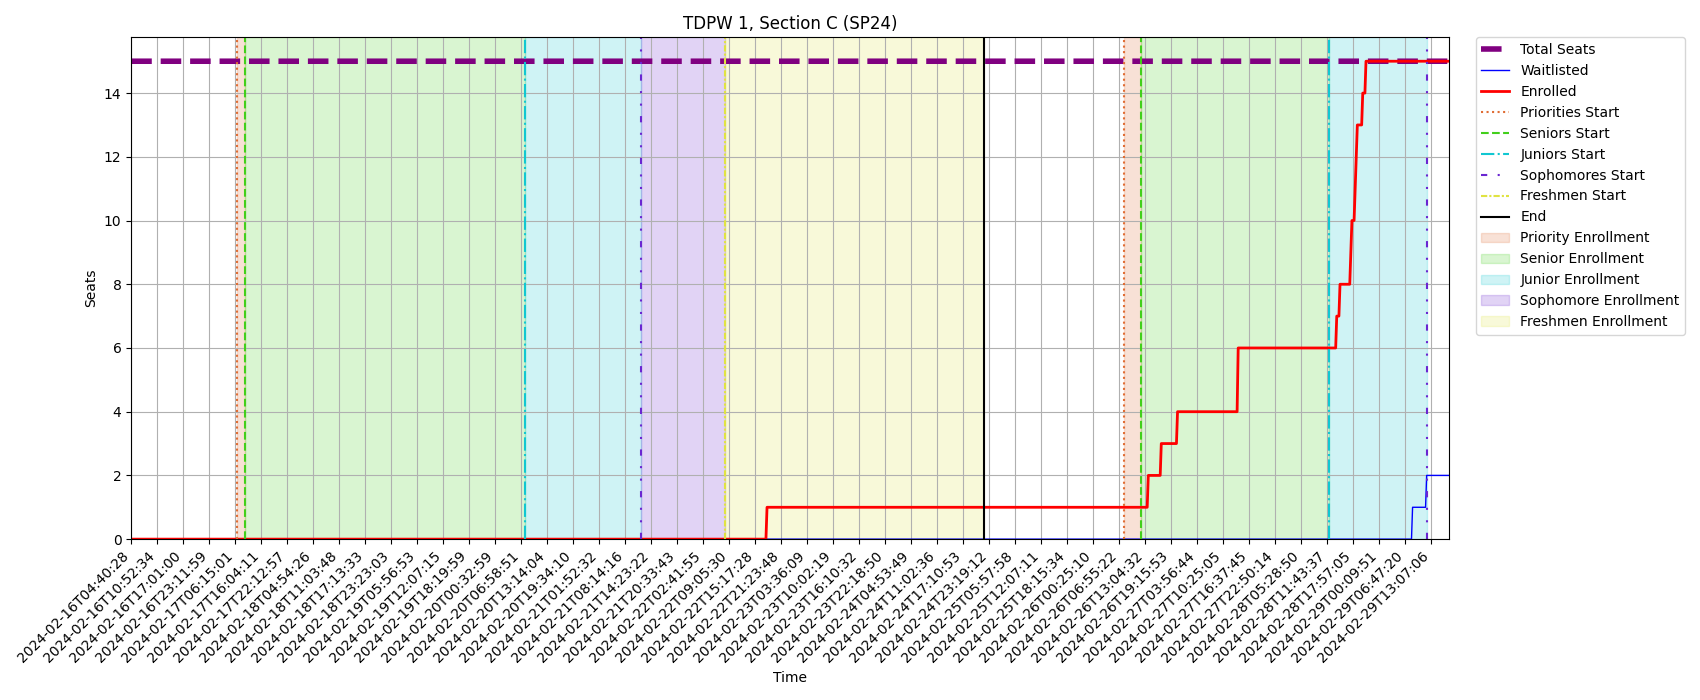 TDPW 1, Section C (SP24)
Seats
14
12
10
8
6
4
2
0
2024-02-16T04:40:28
2024-02-16T10:52:34
2024-02-16T17:01:00
2024-02-16T23:11:59
2024-02-17T06:15:01
2024-02-17T16:04:11
2024-02-17T22:12:57
2024-02-18T04:54:26
2024-02-18T11:03:48
2024-02-18T17:13:33
2024-02-18T23:23:03
2024-02-19T05:56:53
2024-02-19T12:07:15
2024-02-19T18:19:59
2024-02-20T00:32:59
2024-02-20T06:58:51
2024-02-20T13:14:04
2024-02-20T19:34:10
2024-02-21T01:52:32
2024-02-21T08:14:16
2024-02-21T14:23:22
2024-02-21T20:33:43
2024-02-22T02:41:55
2024-02-22T09:05:30
2024-02-22T15:17:28
2024-02-22T21:23:48
2024-02-23T03:36:09
2024-02-23T10:02:19
2024-02-23T16:10:32
2024-02-23T22:18:50
2024-02-24T04:53:49
2024-02-24T11:02:36
2024-02-24T17:10:53
2024-02-24T23:19:12
2024-02-25T05:57:58
2024-02-25T12:07:11
2024-02-25T18:15:34
2024-02-26T00:25:10
2024-02-26T06:55:22
2024-02-26T13:04:32
2024-02-26T19:15:53
2024-02-27T03:56:44
2024-02-27T10:25:05
2024-02-27T16:37:45
2024-02-27T22:50:14
2024-02-28T05:28:50
2024-02-28T11:43:37
2024-02-28T17:57:05
2024-02-29T00:09:51
2024-02-29T06:47:20
2024-02-29T13:07:06
Time
Total Seats
Waitlisted
Enrolled
Priorities Start
Seniors Start
Juniors Start
Sophomores Start
Freshmen Start
End
Priority Enrollment
Senior Enrollment
Junior Enrollment
Sophomore Enrollment
Freshmen Enrollment